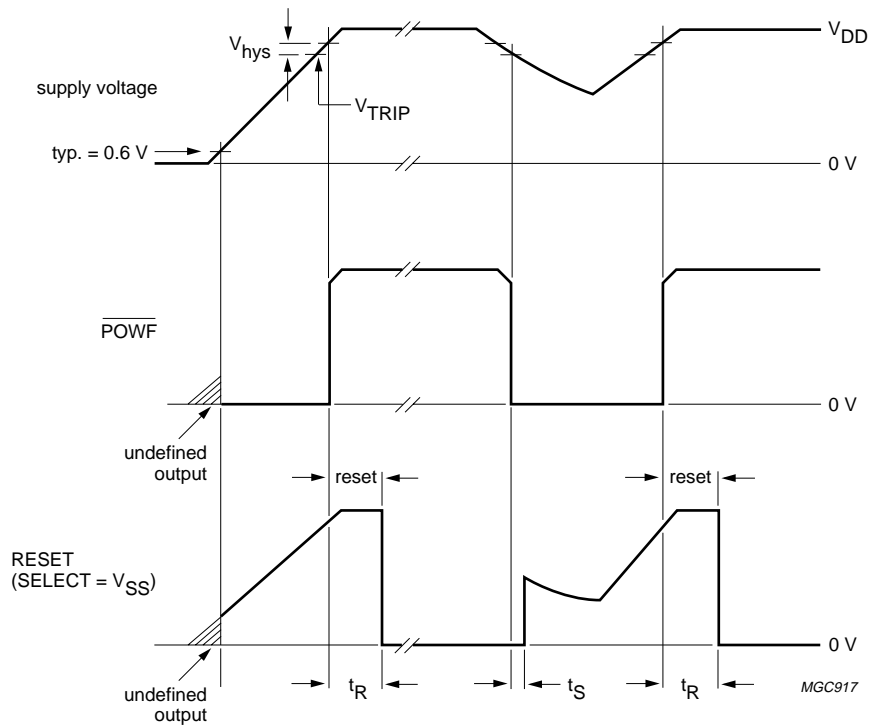 V_DD
V_hys
supply voltage
V_TRIP
typ. = 0.6 V
0 V
POWF
0 V
undefined
output
reset
reset
RESET
(SELECT = V_SS)
0 V
undefined
output
t_R
t_S
t_R
MGC917